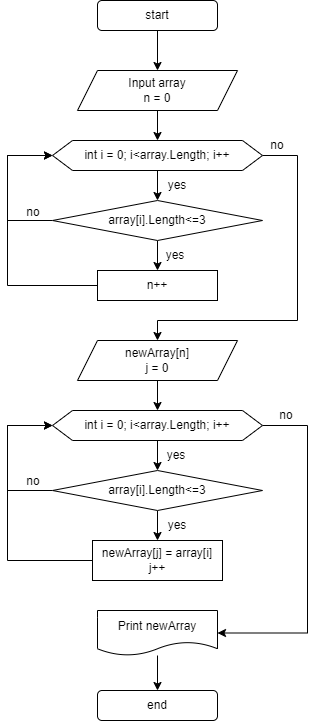 start
Input array
n = 0
int i = 0; i<array.Length; i++
no
yes
no
array[i].Length<=3
yes
n++
newArray[n]
j = 0
int i = 0; i<array.Length; i++
no
yes
no
array[i].Length<=3
yes
newArray[j] = array[i]
j++
Print newArray
end